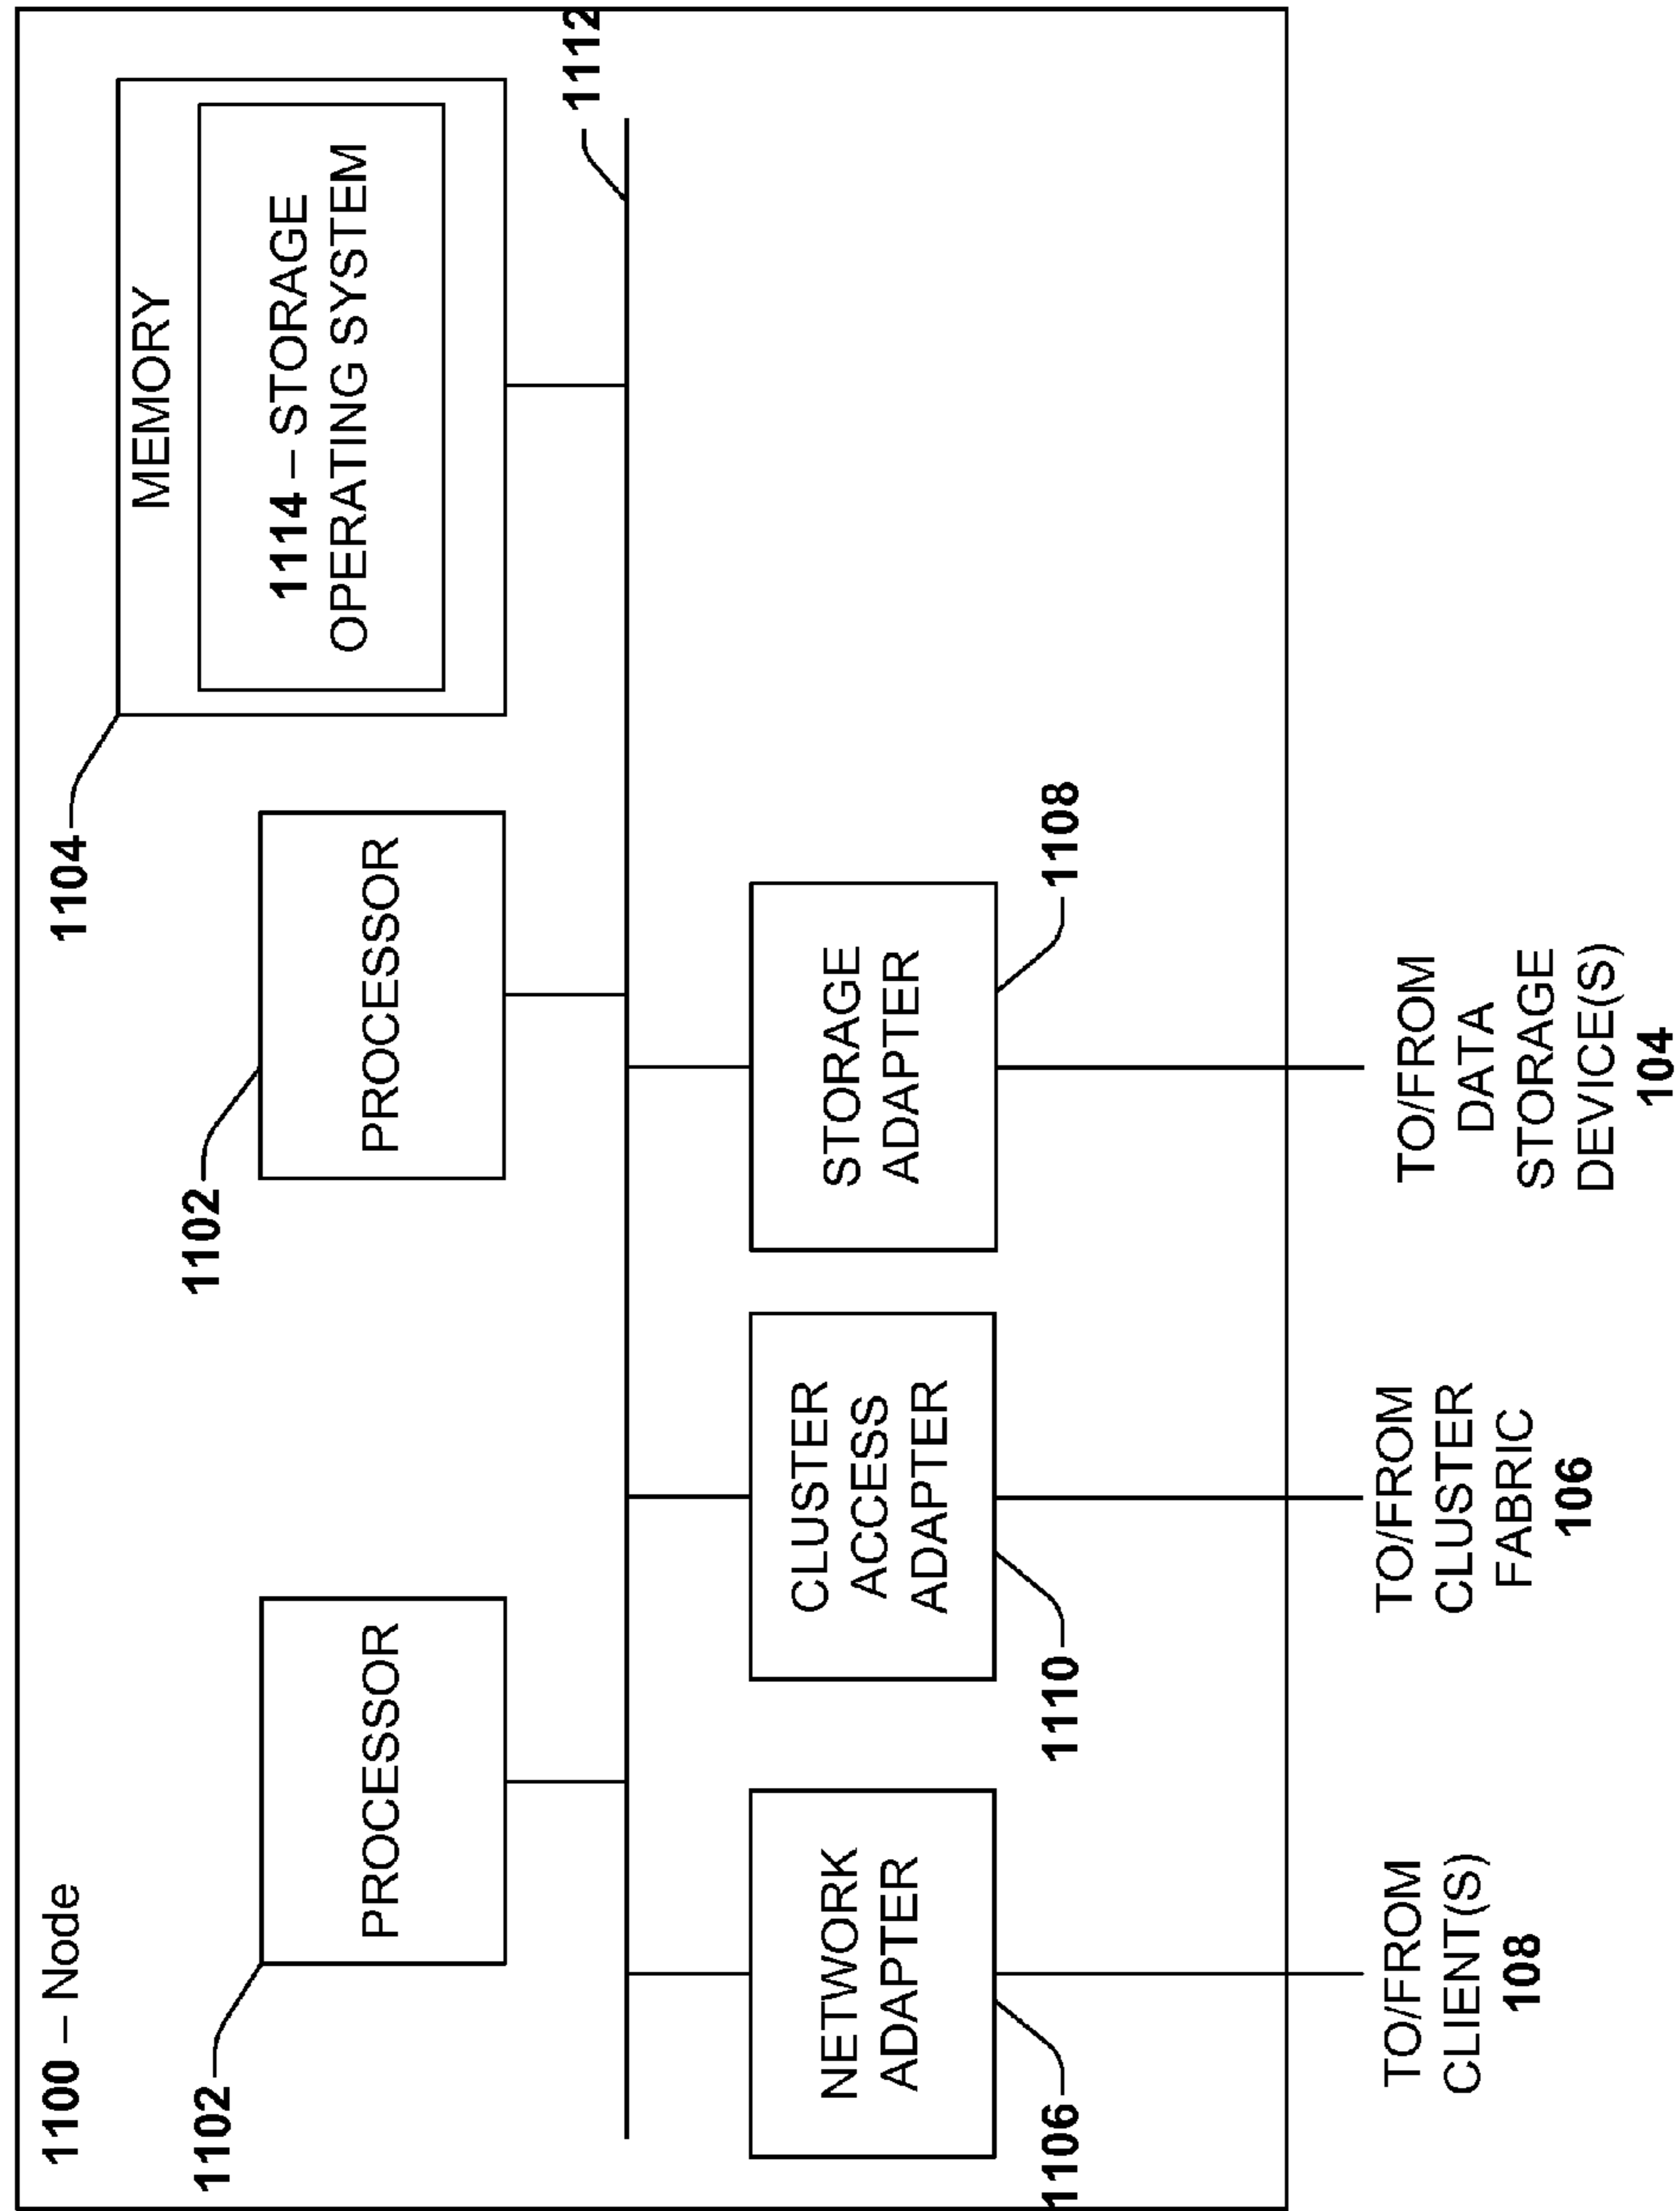 1100 – Node
1104
MEMORY
1102
1102
PROCESSOR
PROCESSOR
1114 – STORAGE
OPERATING SYSTEM
1112
NETWORK
ADAPTER
CLUSTER
ACCESS
ADAPTER
STORAGE
ADAPTER
1106
1110
1108
TO/FROM
CLIENT(S)
108
TO/FROM
CLUSTER
FABRIC
106
TO/FROM
DATA
STORAGE
DEVICE(S)
104